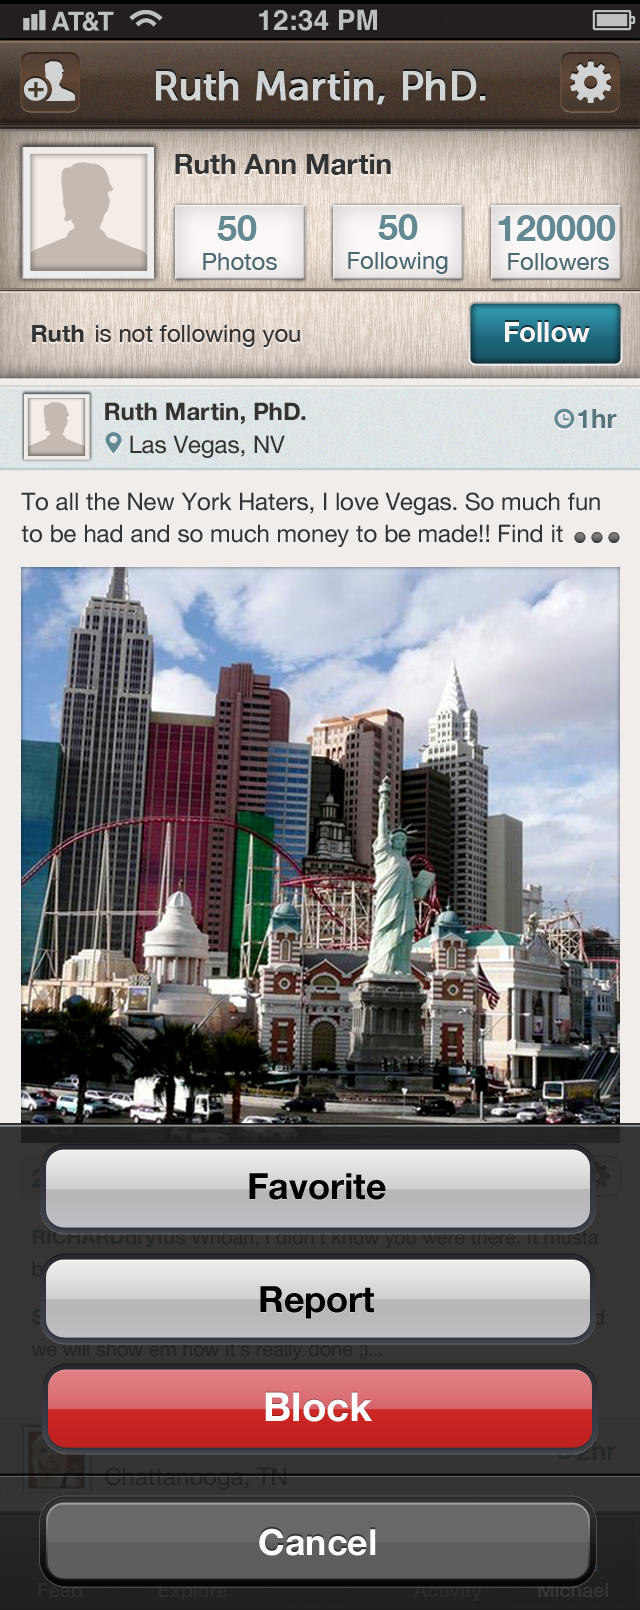 AT&T 12:34 PM
Ruth Martin, PhD.
Ruth Ann Martin
50 50 120000
Photos Following Followers
Ruth is not following you Follow
Ruth Martin, PhD. 1hr
Las Vegas, NV
To all the New York Haters, I love Vegas. So much fun
to be had and so much money to be made!! Find it
Favorite
RICHARDdryfus Whoah, I didn't know you were there. It musta
Report
we will show em how it's really done ;)...
Block
2hr
Chattanooga, TN
Cancel
Feed Explore Activity Michael